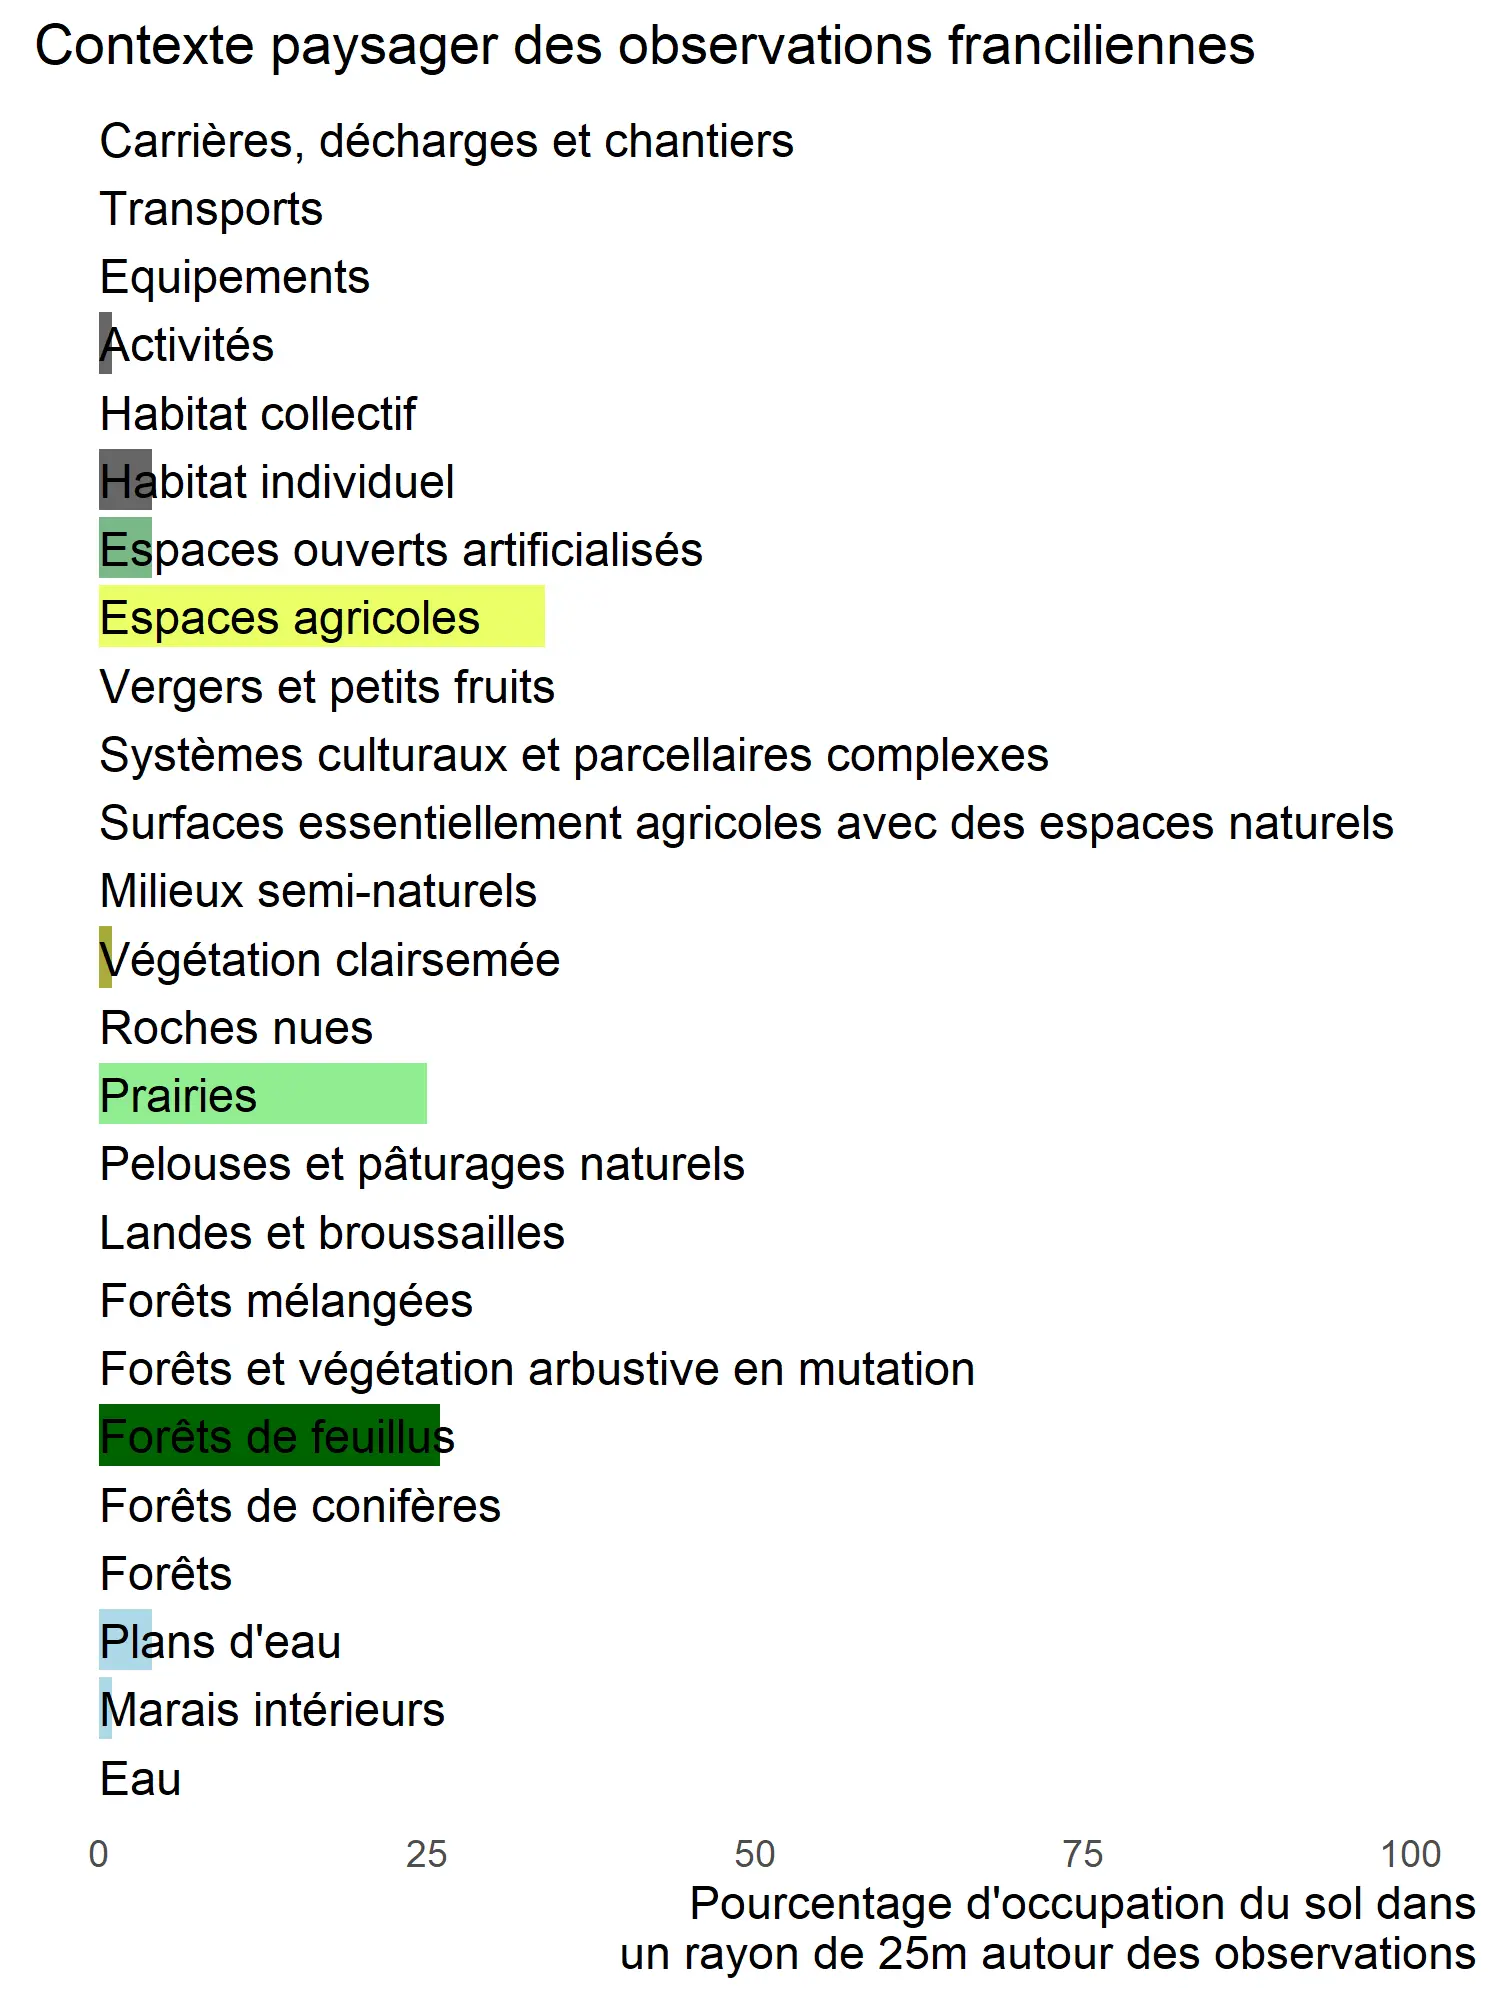 Contexte paysager des observations franciliennes
Carrières, décharges et chantiers
Transports
Equipements
Activités
Habitat collectif
Habitat individuel
Espaces ouverts artificialisés
Espaces agricoles
Vergers et petits fruits
Systèmes culturaux et parcellaires complexes
Surfaces essentiellement agricoles avec des espaces naturels
Milieux semi-naturels
Végétation clairsemée
Roches nues
Prairies
Pelouses et pâturages naturels
Landes et broussailles
Forêts mélangées
Forêts et végétation arbustive en mutation
Forêts de feuillus
Forêts de conifères
Forêts
Plans d'eau
Marais intérieurs
Eau
0 25 50 75 100
Pourcentage d'occupation du sol dans
un rayon de 25m autour des observations